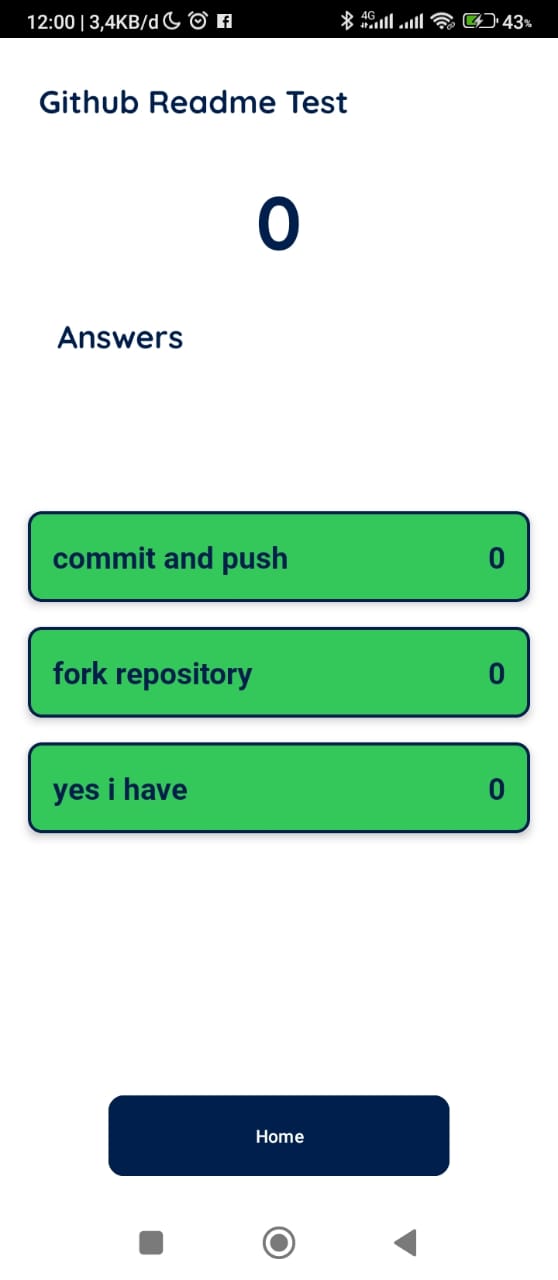 12:00 | 3,4KB/d
4G
43%
Github Readme Test
0
Answers
commit and push 0
fork repository 0
yes i have 0
Home